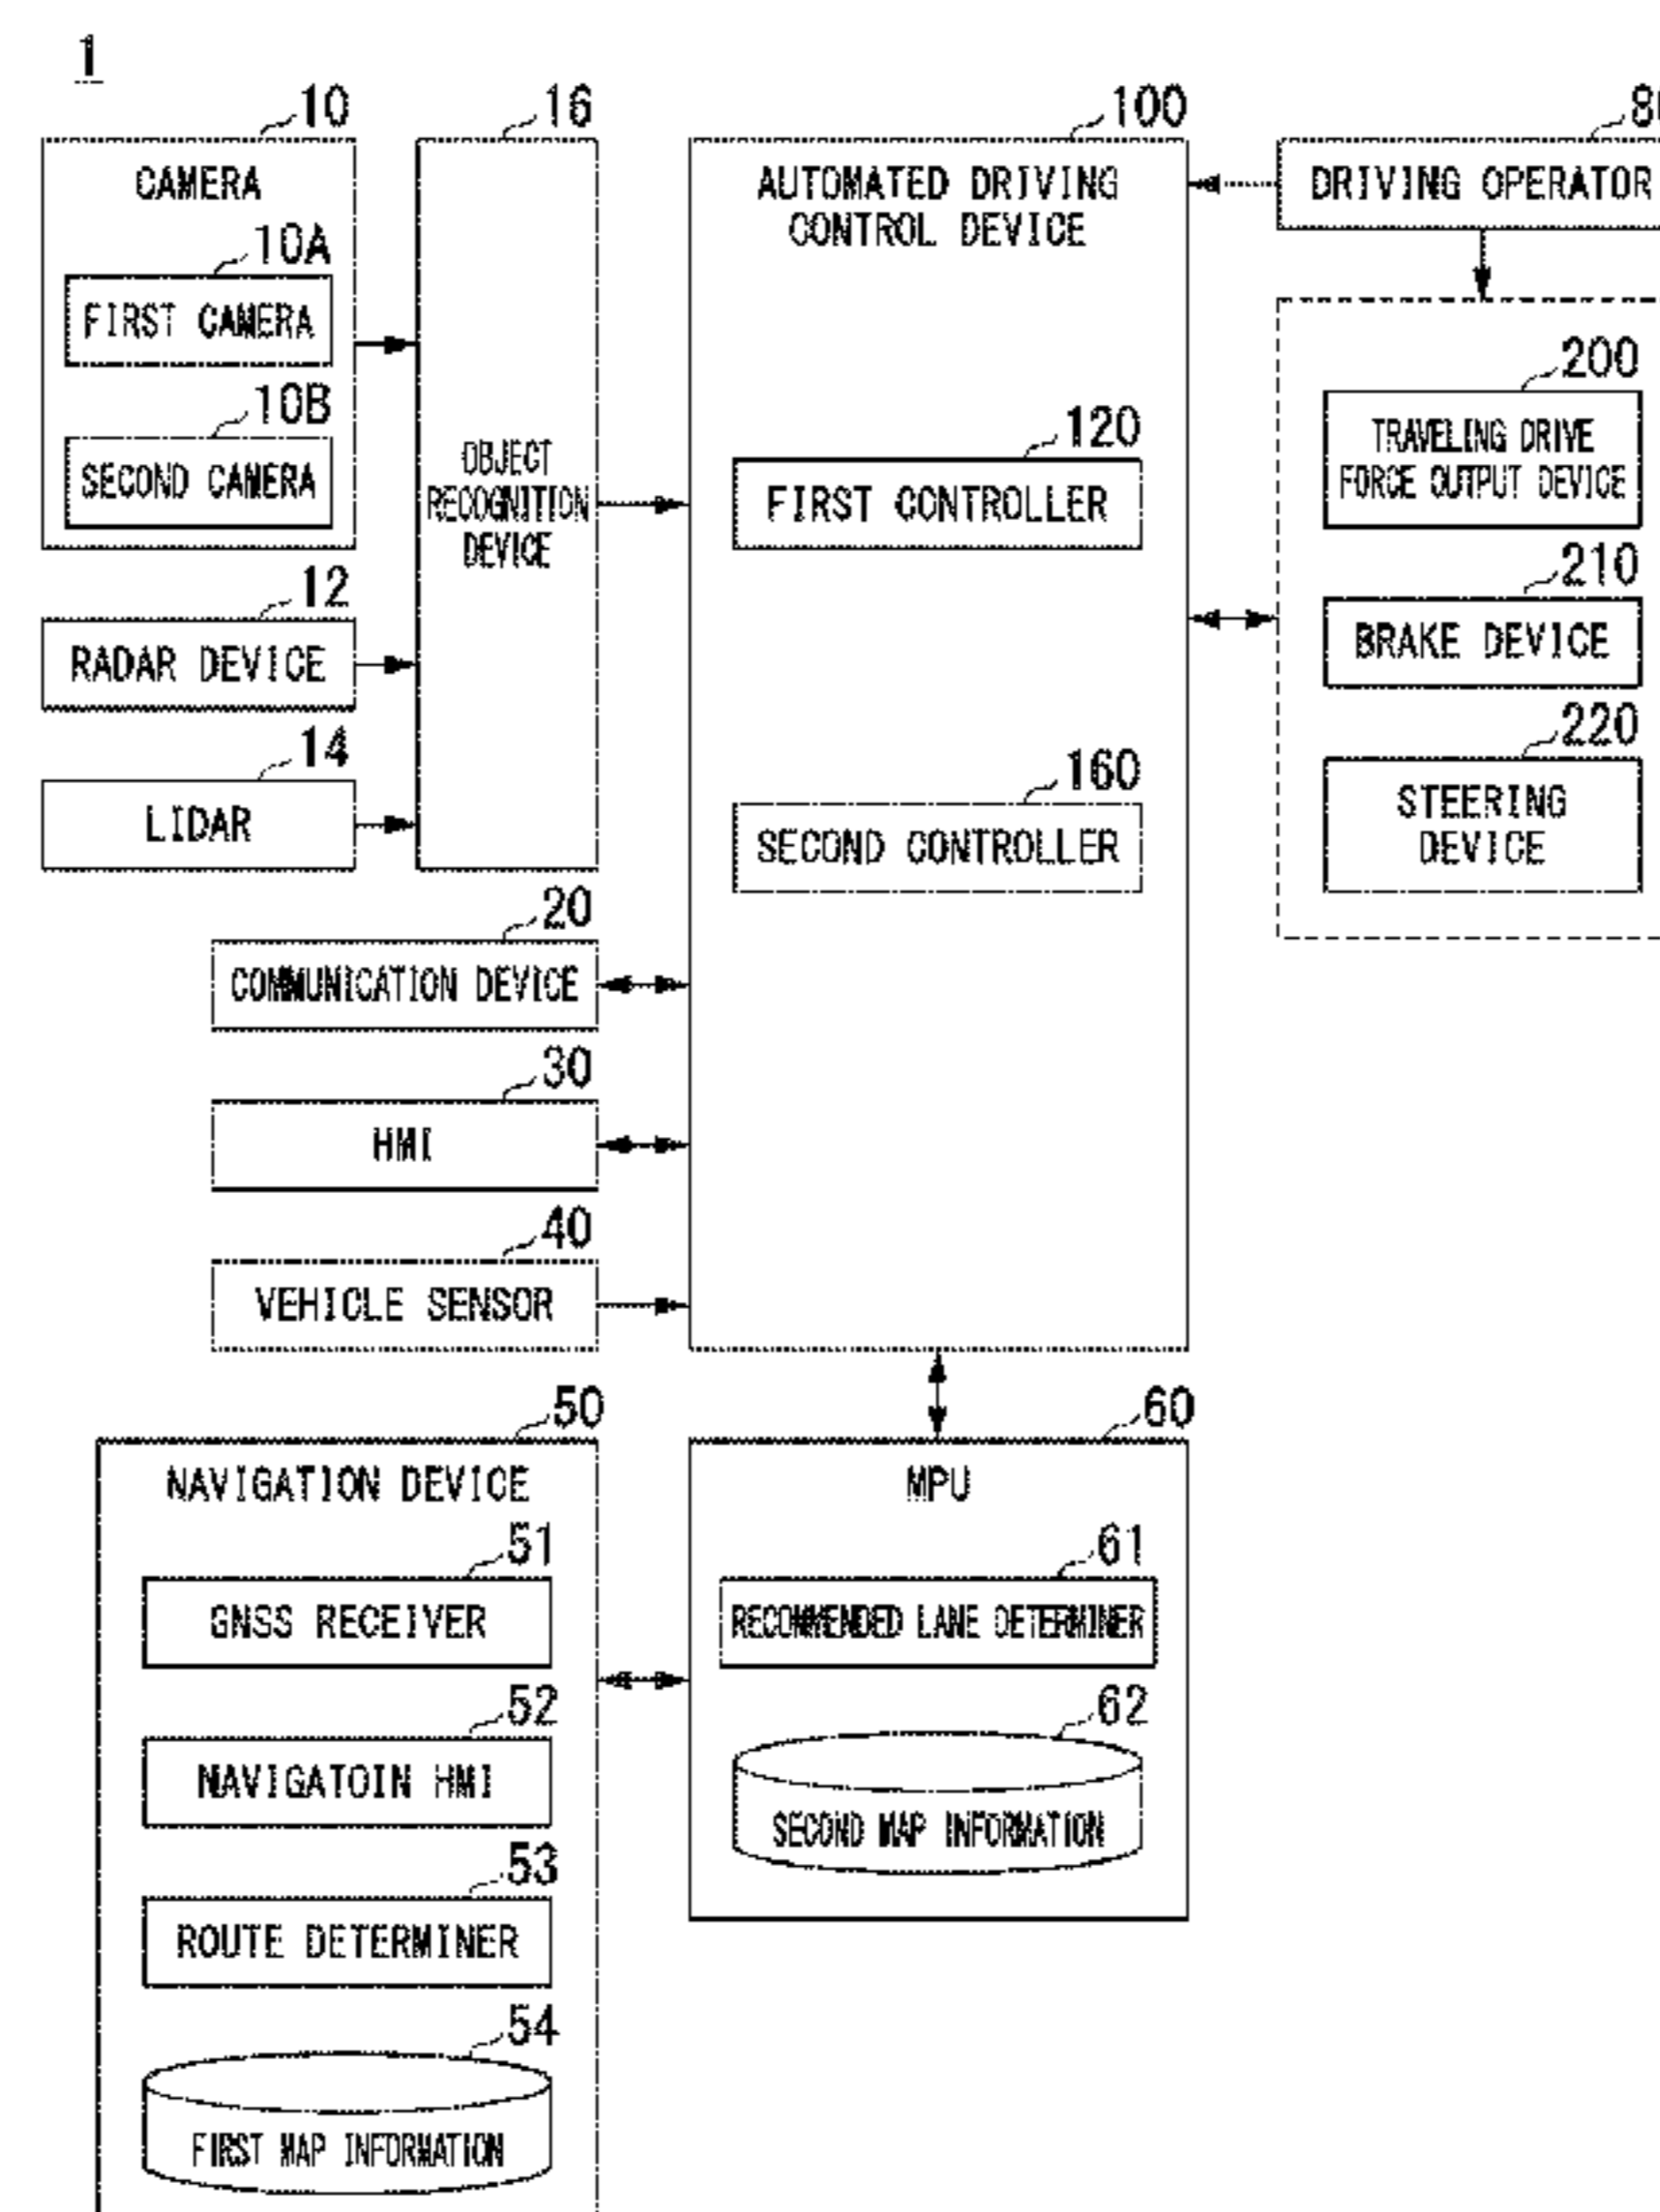 1
10
CAMERA
10A
FIRST CAMERA
10B
SECOND CAMERA
12
RADAR DEVICE
14
LIDAR
16
OBJECT
RECOGNITION
DEVICE
100
AUTOMATED DRIVING
CONTROL DEVICE
120
FIRST CONTROLLER
160
SECOND CONTROLLER
DRIVING OPERATOR
200
TRAVELING DRIVE
FORCE OUTPUT DEVICE
210
BRAKE DEVICE
220
STEERING
DEVICE
20
COMMUNICATION DEVICE
30
HMI
40
VEHICLE SENSOR
50
NAVIGATION DEVICE
51
GNSS RECEIVER
52
NAVIGATOIN HMI
53
ROUTE DETERMINER
54
FIRST MAP INFORMATION
60
MPU
61
RECOMMENDED LANE DETERMINER
62
SECOND MAP INFORMATION